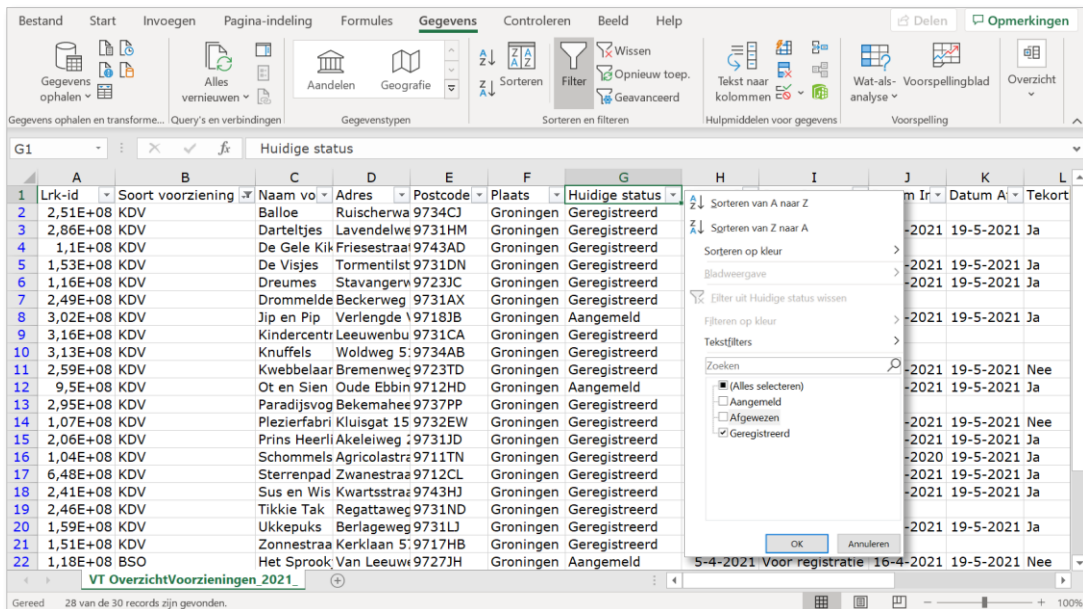 Bestand Start Invoegen Pagina-indeling Formules Gegevens Controleren Beeld Help Delen Opmerkingen
Gegevens ophalen
Alles vernieuwen
Aandelen Geografie
Sorteren
Filter
Wissen
Opnieuw toep.
Geavanceerd
Tekst naar kolommen
Wat-als-analyse
Voorspellingblad
Overzicht
Gegevens ophalen en transforme... Query's en verbindingen Gegevenstypen Sorteren en filteren Hulpmiddelen voor gegevens Voorspelling
G1 fx Huidige status
A B C D E F G H I J K L
1 Lrk-id Soort voorziening Naam vo Adres Postcode Plaats Huidige status m Ir Datum A Tekort
2 2,51E+08 KDV Balloe Ruischerwa 9734CJ Groningen Geregistreerd
3 2,86E+08 KDV Darteltjes Lavendelwe 9731HM Groningen Geregistreerd -2021 19-5-2021 Ja
4 1,1E+08 KDV De Gele Kik Friesestraat 9743AD Groningen Geregistreerd
5 1,53E+08 KDV De Visjes Tormentilst 9731DN Groningen Geregistreerd -2021 19-5-2021 Ja
6 1,16E+08 KDV Dreumes Stavangerw 9723JC Groningen Geregistreerd -2021 19-5-2021 Ja
7 2,49E+08 KDV Drommelde Beckerweg 9731AX Groningen Geregistreerd
8 3,02E+08 KDV Jip en Pip Verlengde V 9718JB Groningen Aangemeld -2021 19-5-2021 Ja
9 3,16E+08 KDV Kindercentr Leeuwenbu 9731CA Groningen Geregistreerd
10 3,13E+08 KDV Knuffels Woldweg 5 9734AB Groningen Geregistreerd
11 2,59E+08 KDV Kwebbelaar Bremenweg 9723TD Groningen Geregistreerd -2021 19-5-2021 Nee
12 9,5E+08 KDV Ot en Sien Oude Ebbin 9712HD Groningen Aangemeld -2021 19-5-2021 Ja
13 2,95E+08 KDV Paradijsvog Bekemahee 9737PP Groningen Geregistreerd
14 1,07E+08 KDV Plezierfabri Kluisgat 15 9732EW Groningen Geregistreerd -2021 19-5-2021 Nee
15 2,06E+08 KDV Prins Heerli Akeleiweg 9731JD Groningen Geregistreerd -2021 19-5-2021 Ja
16 1,04E+08 KDV Schommels Agricolastra 9711TN Groningen Geregistreerd -2020 19-5-2021 Ja
17 6,48E+08 KDV Sterrenpad Zwanestraa 9712CL Groningen Geregistreerd -2021 19-5-2021 Ja
18 2,41E+08 KDV Sus en Wis Kwartsstraa 9743HJ Groningen Geregistreerd -2021 19-5-2021 Ja
19 2,46E+08 KDV Tikkie Tak Regattaweg 9731ND Groningen Geregistreerd
20 1,59E+08 KDV Ukkepuks Berlageweg 9731LJ Groningen Geregistreerd -2021 19-5-2021 Ja
21 1,51E+08 KDV Zonnestraa Kerklaan 5 9717HB Groningen Geregistreerd
22 1,18E+08 BSO Het Sprook Van Leeuwe 9727JH Groningen Aangemeld 5-4-2021 Voor registratie 16-4-2021 19-5-2021 Nee
Sorteren van A naar Z
Sorteren van Z naar A
Sorteren op kleur
Bladweergave
Filter uit Huidige status wissen
Filteren op kleur
Tekstfilters
Zoeken
(Alles selecteren)
Aangemeld
Afgewezen
Geregistreerd
OK Annuleren
VT OverzichtVoorzieningen_2021_
Gereed 28 van de 30 records zijn gevonden. 100%